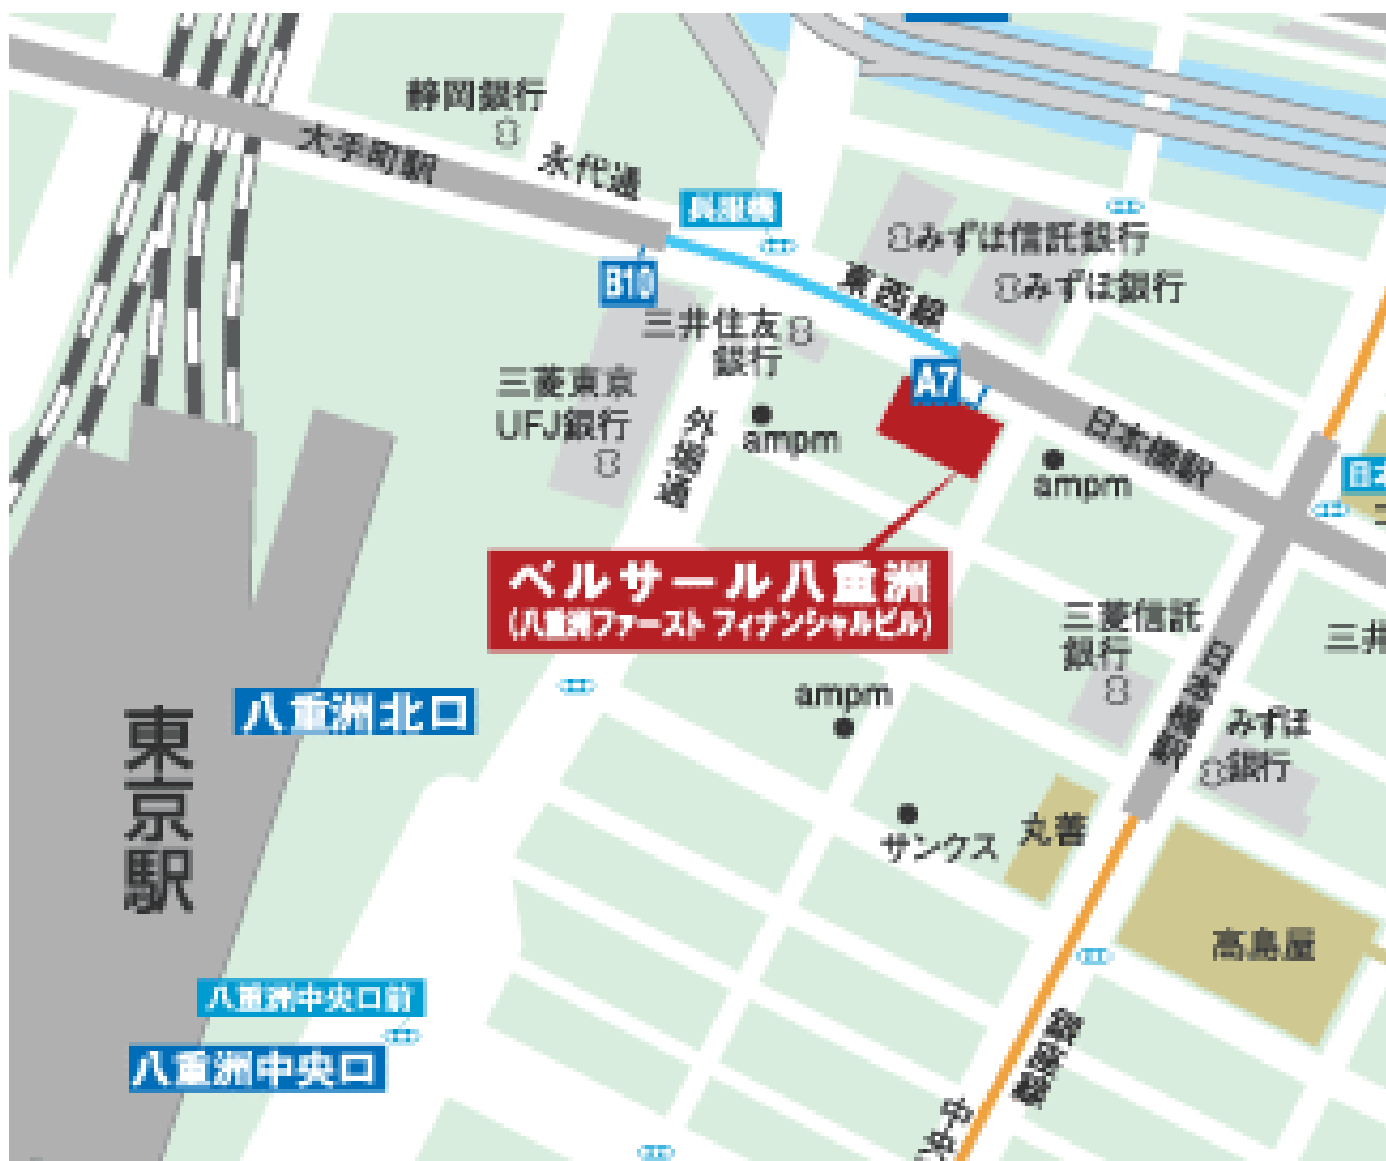 静岡銀行
大手町駅
永代通
呉服橋
みずほ信託銀行
B10
みずほ銀行
東西線
三井住友
銀行
三菱東京
UFJ銀行
A7
ampm
外堀通
日本橋駅
ampm
ベルサール八重洲
(八重洲ファースト フィナンシャルビル)
三菱信託
銀行
三井
日本橋駅
ampm
八重洲北口
みずほ
銀行
東京駅
サンクス
丸善
高島屋
八重洲中央口前
八重洲中央口
銀座線
中央